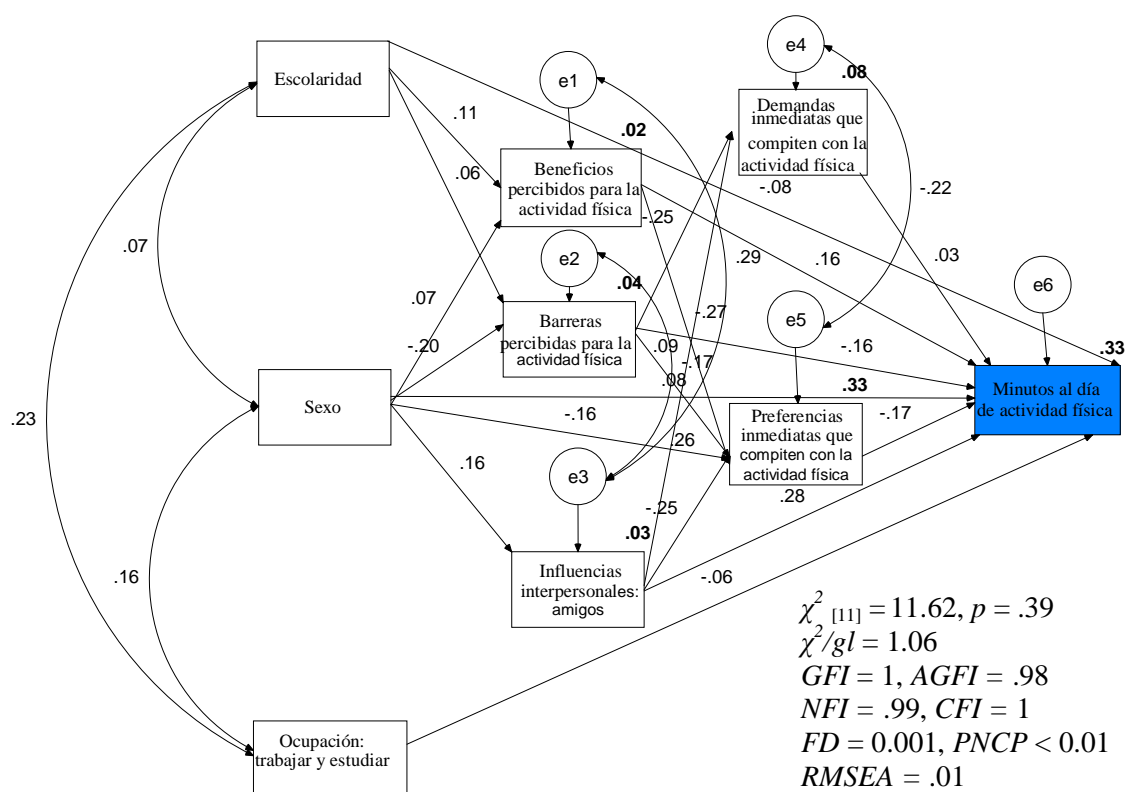 e4
.08
e1
Escolaridad
.11
.02
Demandas
inmediatas que
compiten con la
actividad física
.06
Beneficios
percibidos para la
actividad física
-.08
-.22
-.25
.07
e2
.04
.29
.16
.03
e6
.07
-.27
e5
Barreras
percibidas para la
actividad física
-.20
.09
-.17
-.16
.33
.08
.33
Minutos al día
de actividad física
Sexo
-.16
Preferencias
inmediatas que
compiten con la
actividad física
-.17
.23
.16
.26
e3
.28
-.25
.03
Influencias
interpersonales:
amigos
.16
-.06
χ² [11] = 11.62, p = .39
χ²/gl = 1.06
GFI = 1, AGFI = .98
NFI = .99, CFI = 1
FD = 0.001, PNCP < 0.01
RMSEA = .01
Ocupación:
trabajar y estudiar